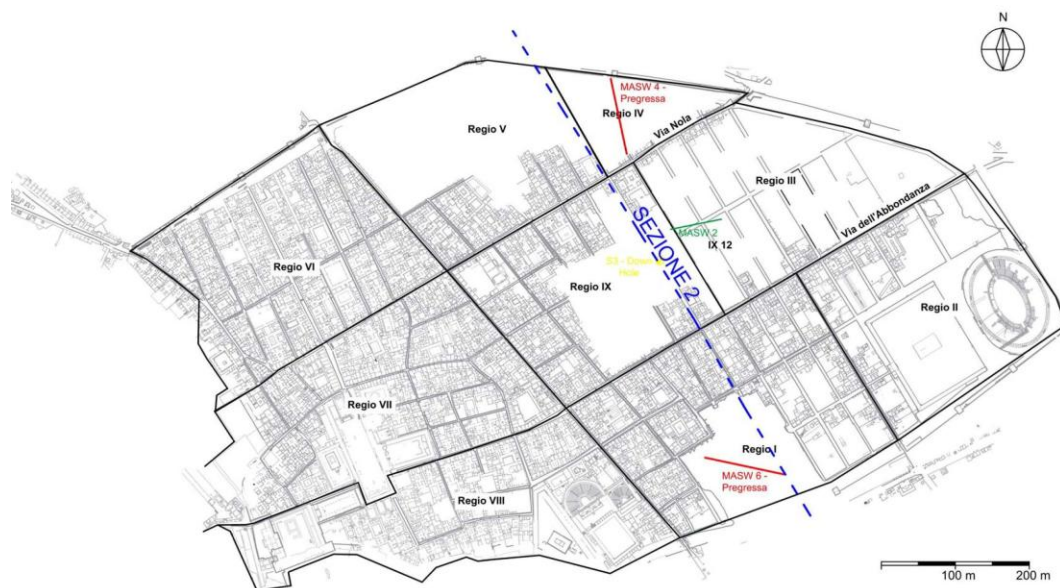 N
MASW 4 -
Pregressa
Regio IV
Regio V
Via Nola
Regio III
Via dell'Abbondanza
SEZIONE 2
MASW 2
IX 12
S3 - Down
Hole
Regio VI
Regio IX
Regio II
Regio VII
Regio I
MASW 6 -
Pregressa
Regio VIII
100 m
200 m